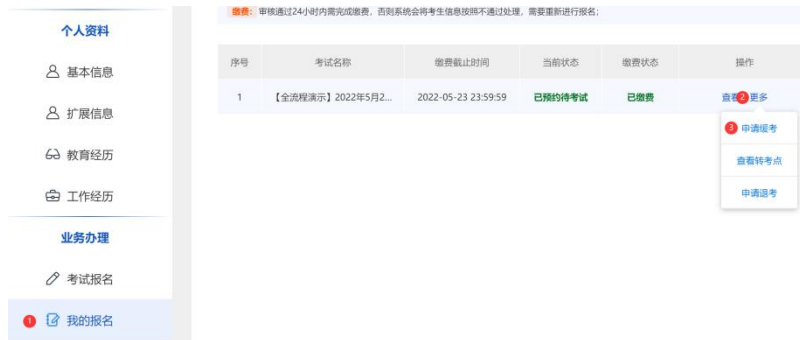 缴费：审核通过24小时内需完成缴费，否则系统会将考生信息按照不通过处理，需要重新进行报名；
个人资料
基本信息
扩展信息
教育经历
工作经历
业务办理
考试报名
1 我的报名
序号 考试名称 缴费截止时间 当前状态 缴费状态 操作
1 【全流程演示】2022年5月2... 2022-05-23 23:59:59 已预约待考试 已缴费 查看 2 更多
3 申请缓考
查看转考点
申请退考